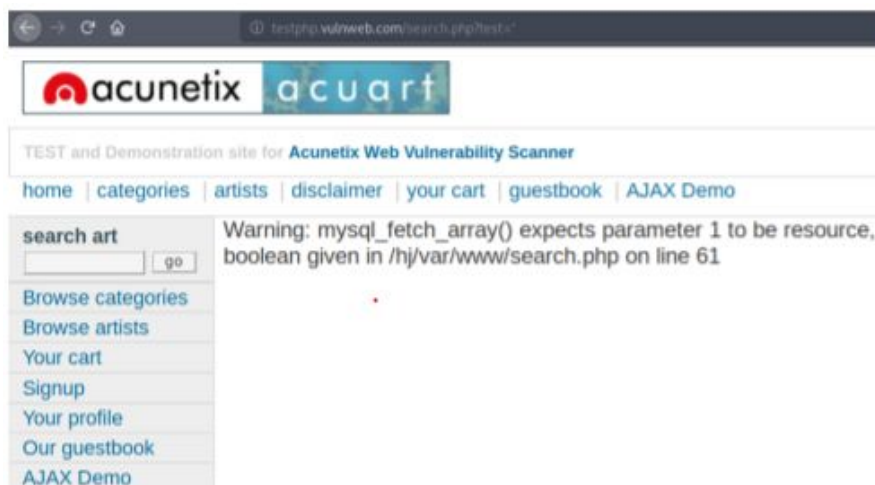 testphp.vulnweb.com/search.php?test='
acunetix acuart
TEST and Demonstration site for Acunetix Web Vulnerability Scanner
home | categories | artists | disclaimer | your cart | guestbook | AJAX Demo
search art
go
Warning: mysql_fetch_array() expects parameter 1 to be resource,
boolean given in /hj/var/www/search.php on line 61
Browse categories
Browse artists
Your cart
Signup
Your profile
Our guestbook
AJAX Demo